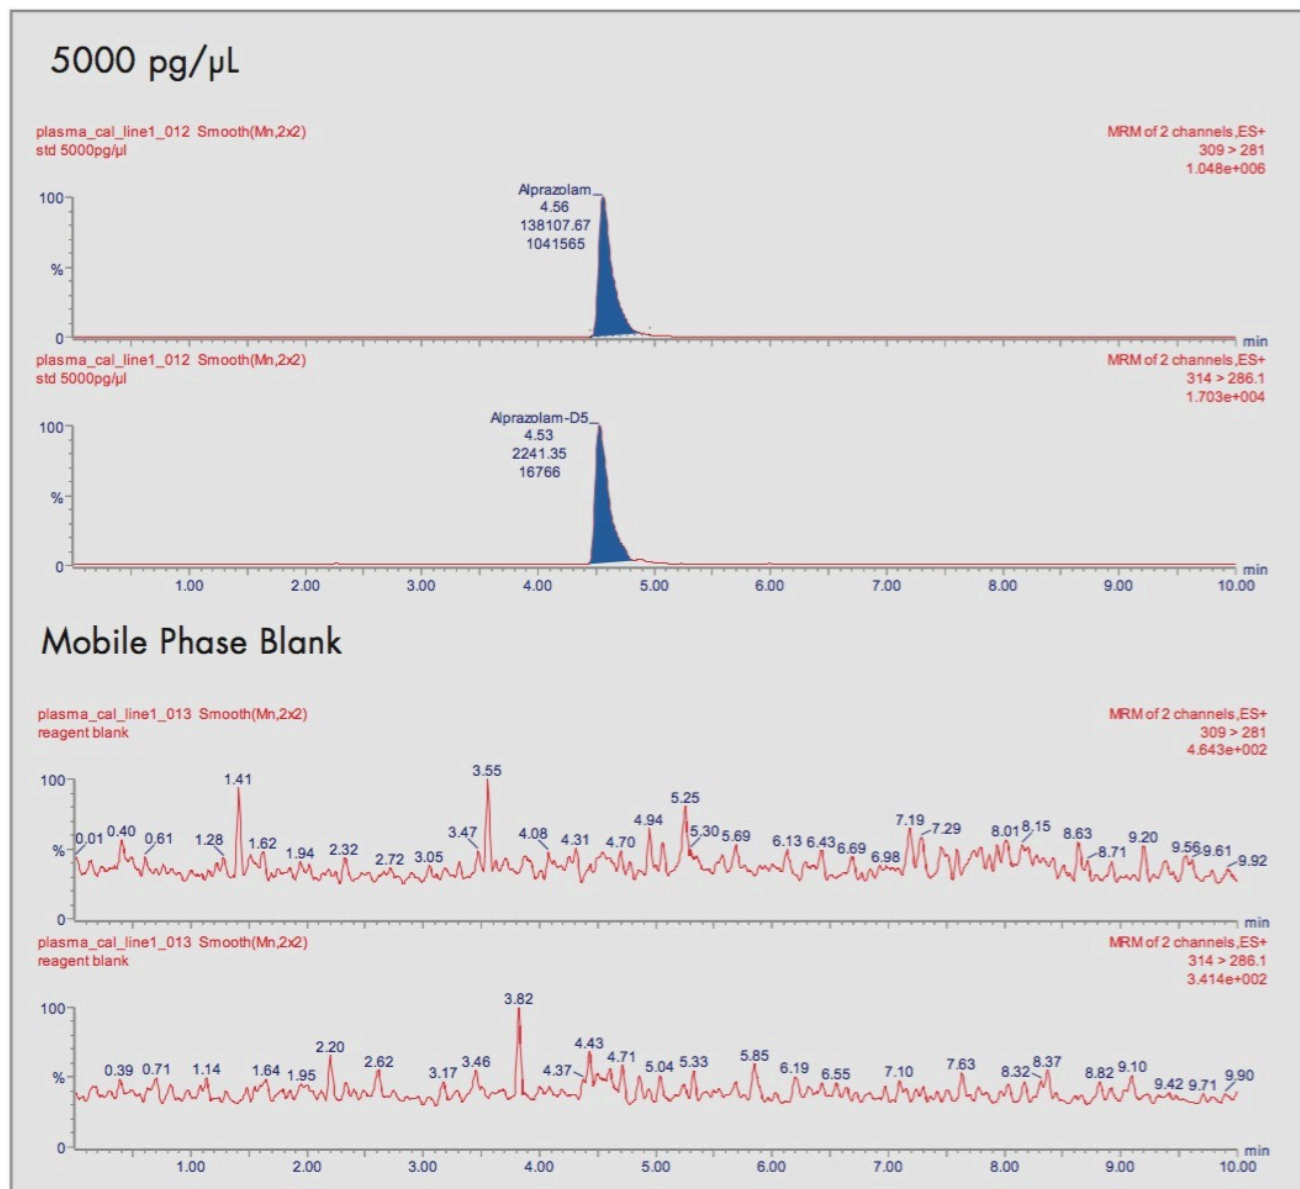 5000 pg/µL
plasma_cal_line1_012 Smooth(Mn,2x2)
std 5000pg/µl
MRM of 2 channels,ES+
309 > 281
1.048e+006
100
%
0
Alprazolam
4.56
138107.67
1041565
min
plasma_cal_line1_012 Smooth(Mn,2x2)
std 5000pg/µl
MRM of 2 channels,ES+
314 > 286.1
1.703e+004
100
%
0
Alprazolam-D5
4.53
2241.35
16766
min
1.00 2.00 3.00 4.00 5.00 6.00 7.00 8.00 9.00 10.00
Mobile Phase Blank
plasma_cal_line1_013 Smooth(Mn,2x2)
reagent blank
MRM of 2 channels,ES+
309 > 281
4.643e+002
100
%
0
0.01 0.40 0.61 1.28 1.41 1.62 1.94 2.32 2.72 3.05 3.47 3.55 4.08 4.31 4.70 4.94 5.25 5.30 5.69 6.13 6.43 6.69 6.98 7.19 7.29 8.01 8.15 8.63 8.71 9.20 9.56 9.61 9.92
min
plasma_cal_line1_013 Smooth(Mn,2x2)
reagent blank
MRM of 2 channels,ES+
314 > 286.1
3.414e+002
100
%
0
0.39 0.71 1.14 1.64 1.95 2.20 2.62 3.17 3.46 3.82 4.37 4.43 4.71 5.04 5.33 5.85 6.19 6.55 7.10 7.63 8.32 8.37 8.82 9.10 9.42 9.71 9.90
min
1.00 2.00 3.00 4.00 5.00 6.00 7.00 8.00 9.00 10.00